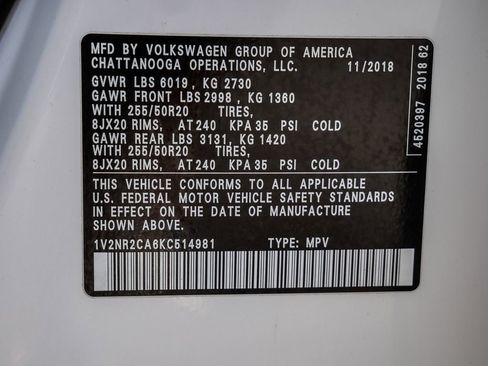 MFD BY VOLKSWAGEN GROUP OF AMERICA
CHATTANOOGA OPERATIONS, LLC. 11/2018
GVWR LBS 6019, KG 2730
GAWR FRONT LBS 2998, KG 1360
WITH 255/50R20 TIRES,
8JX20 RIMS, AT 240 KPA 35 PSI COLD
GAWR REAR LBS 3131, KG 1420
WITH 255/50R20 TIRES,
8JX20 RIMS, AT 240 KPA 35 PSI COLD
THIS VEHICLE CONFORMS TO ALL APPLICABLE
U.S. FEDERAL MOTOR VEHICLE SAFETY STANDARDS
IN EFFECT ON THE DATE OF MANUFACTURE
SHOWN ABOVE.
1V2NR2CA6KC514981 TYPE: MPV
4520397 2018 62